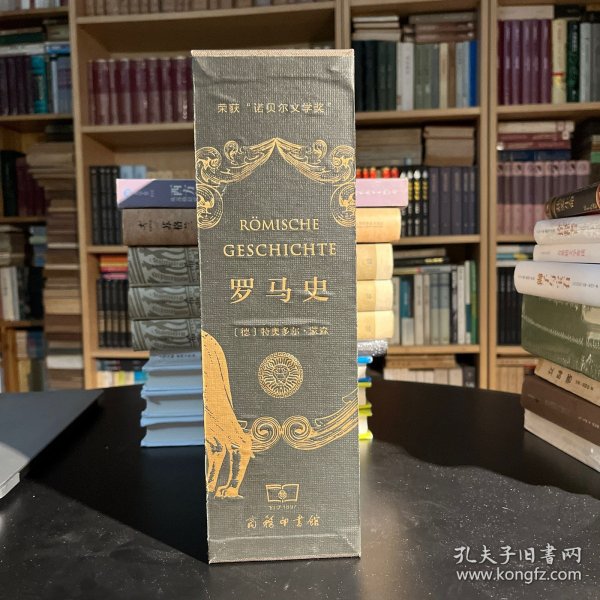 荣获“诺贝尔文学奖”
RÖMISCHE
GESCHICHTE
罗马史
〔德〕特奥多尔·蒙森
商务印书馆
孔夫子旧书网
www.kongfz.com